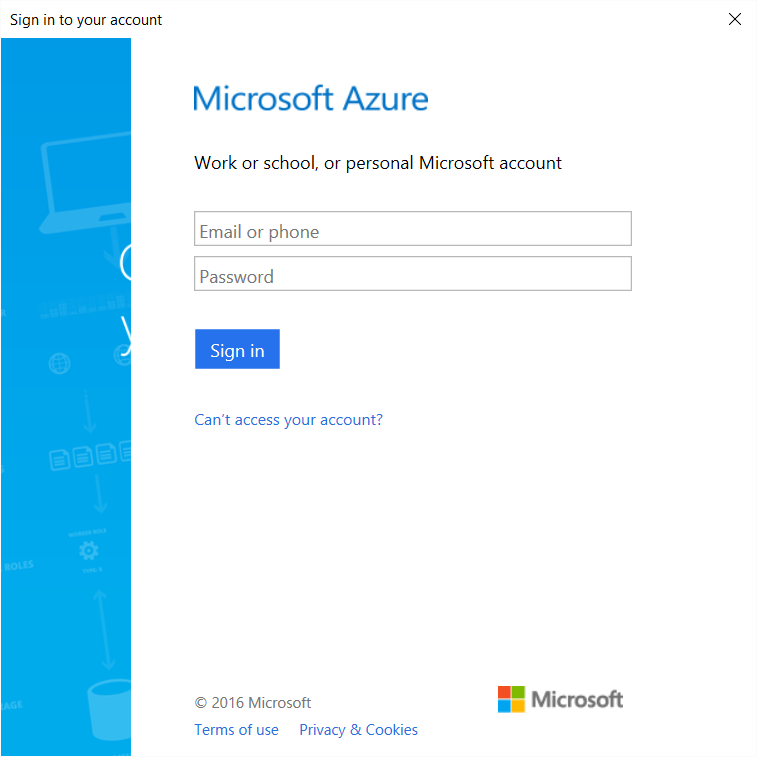 Sign in to your account
Microsoft Azure
Work or school, or personal Microsoft account
Email or phone
Password
Sign in
Can't access your account?
ROLES
© 2016 Microsoft
Microsoft
Terms of use Privacy & Cookies